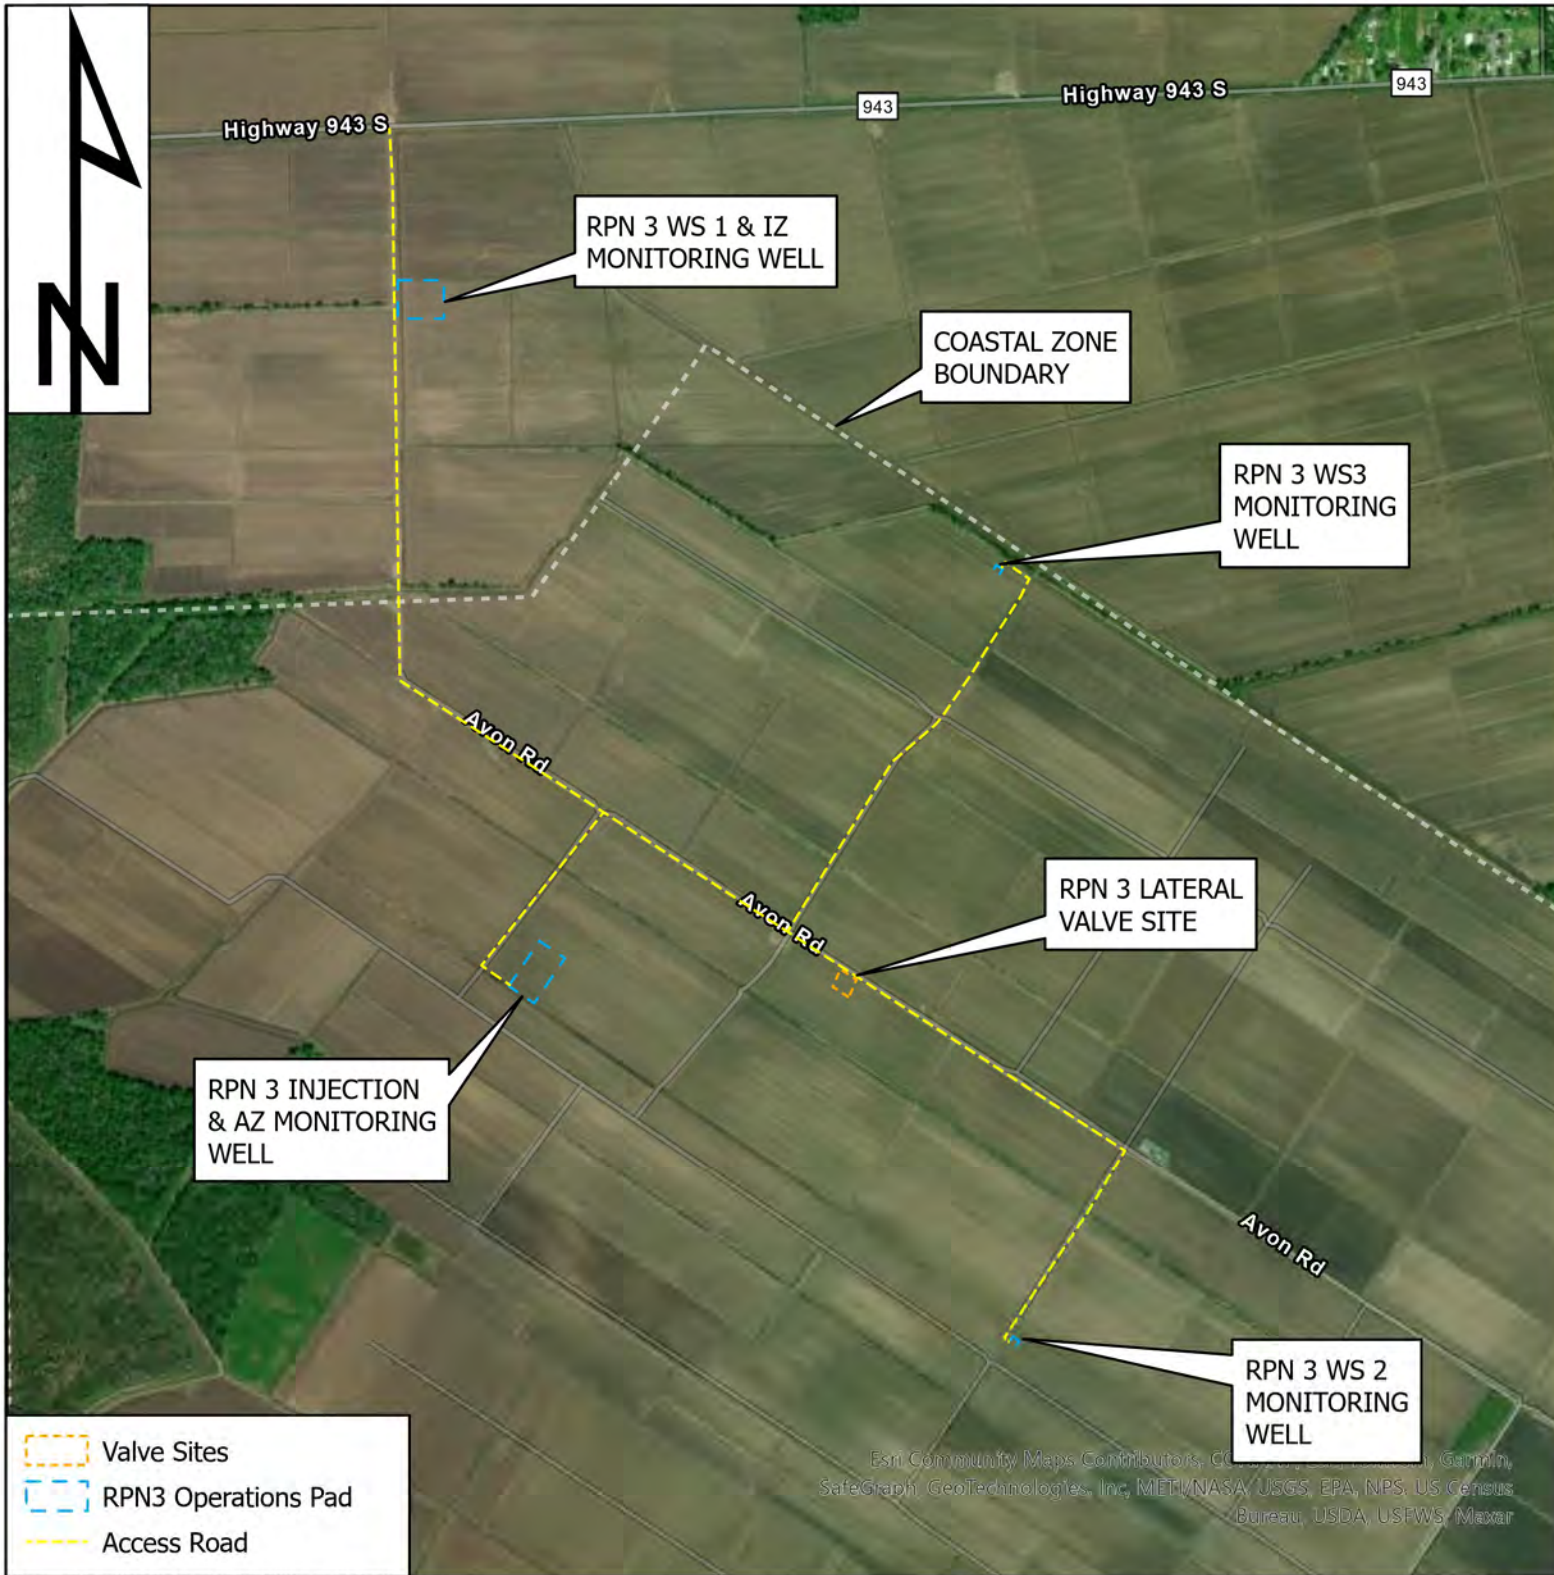 N
Highway 943 S
943
Highway 943 S
943
RPN 3 WS 1 & IZ
MONITORING WELL
COASTAL ZONE
BOUNDARY
RPN 3 WS3
MONITORING
WELL
Avon Rd
Avon Rd
RPN 3 LATERAL
VALVE SITE
RPN 3 INJECTION
& AZ MONITORING
WELL
Avon Rd
RPN 3 WS 2
MONITORING
WELL
Valve Sites
RPN3 Operations Pad
Access Road
Esri Community Maps Contributors, Garmin,
SafeGraph, GeoTechnologies, Inc, METI/NASA, USGS, EPA, NPS, US Census
Bureau, USDA, USFWS, Maxar